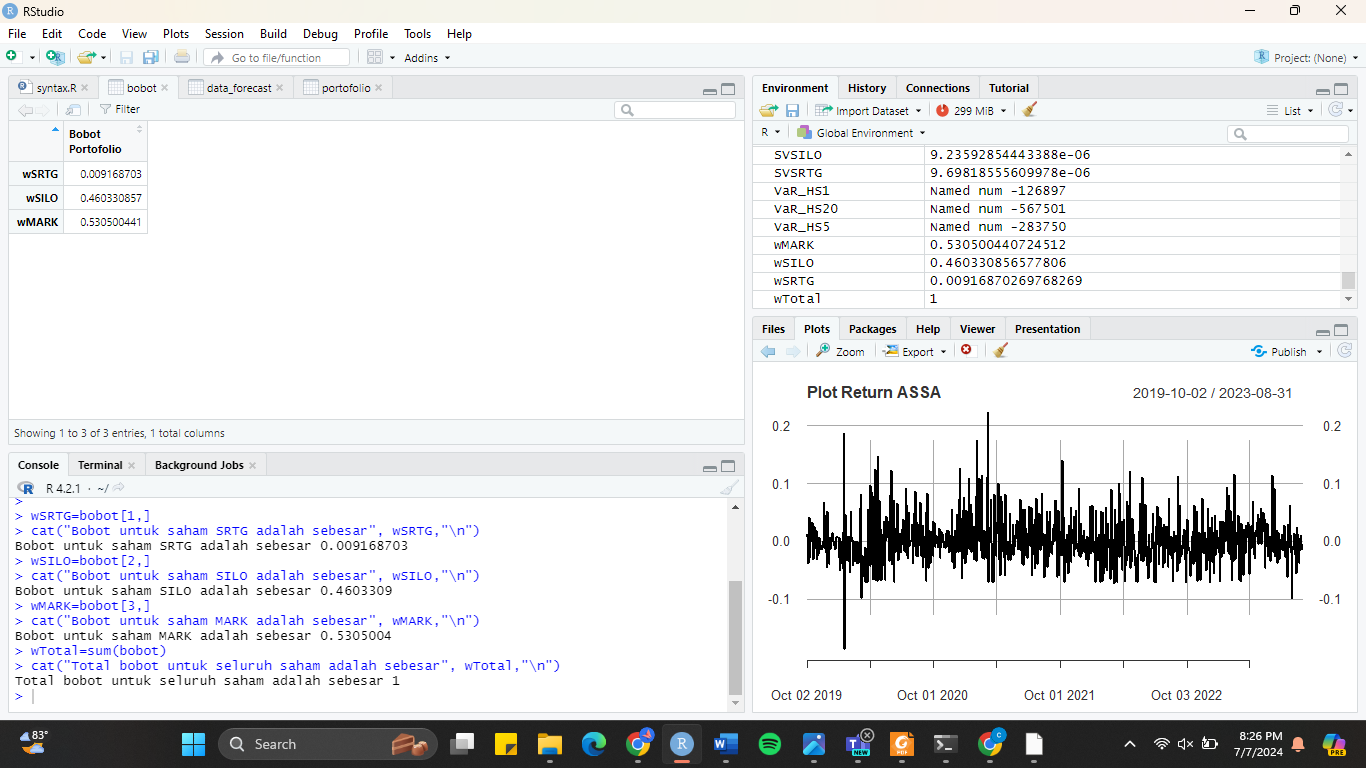 RStudio
File Edit Code View Plots Session Build Debug Profile Tools Help
Go to file/function Addins Project: (None)
syntax.R bobot data_forecast portofolio
Filter
Bobot
Portofolio
wSRTG 0.009168703
wSILO 0.460330857
wMARK 0.530500441
Showing 1 to 3 of 3 entries, 1 total columns
Console Terminal Background Jobs
R 4.2.1 · ~/
>
> wSRTG=bobot[1,]
> cat("Bobot untuk saham SRTG adalah sebesar", wSRTG,"\n")
Bobot untuk saham SRTG adalah sebesar 0.009168703
> wSILO=bobot[2,]
> cat("Bobot untuk saham SILO adalah sebesar", wSILO,"\n")
Bobot untuk saham SILO adalah sebesar 0.4603309
> wMARK=bobot[3,]
> cat("Bobot untuk saham MARK adalah sebesar", wMARK,"\n")
Bobot untuk saham MARK adalah sebesar 0.5305004
> wTotal=sum(bobot)
> cat("Total bobot untuk seluruh saham adalah sebesar", wTotal,"\n")
Total bobot untuk seluruh saham adalah sebesar 1
>
Environment History Connections Tutorial
Import Dataset 299 MiB List
R Global Environment
SVSILO 9.23592854443388e-06
SVSRTG 9.69818555609978e-06
VaR_HS1 Named num -126897
VaR_HS20 Named num -567501
VaR_HS5 Named num -283750
wMARK 0.530500440724512
wSILO 0.460330856577806
wSRTG 0.00916870269768269
wTotal 1
Files Plots Packages Help Viewer Presentation
Zoom Export Publish
Plot Return ASSA 2019-10-02 / 2023-08-31
0.2 0.2
0.1 0.1
0.0 0.0
-0.1 -0.1
Oct 02 2019 Oct 01 2020 Oct 01 2021 Oct 03 2022
83° Search 8:26 PM
7/7/2024